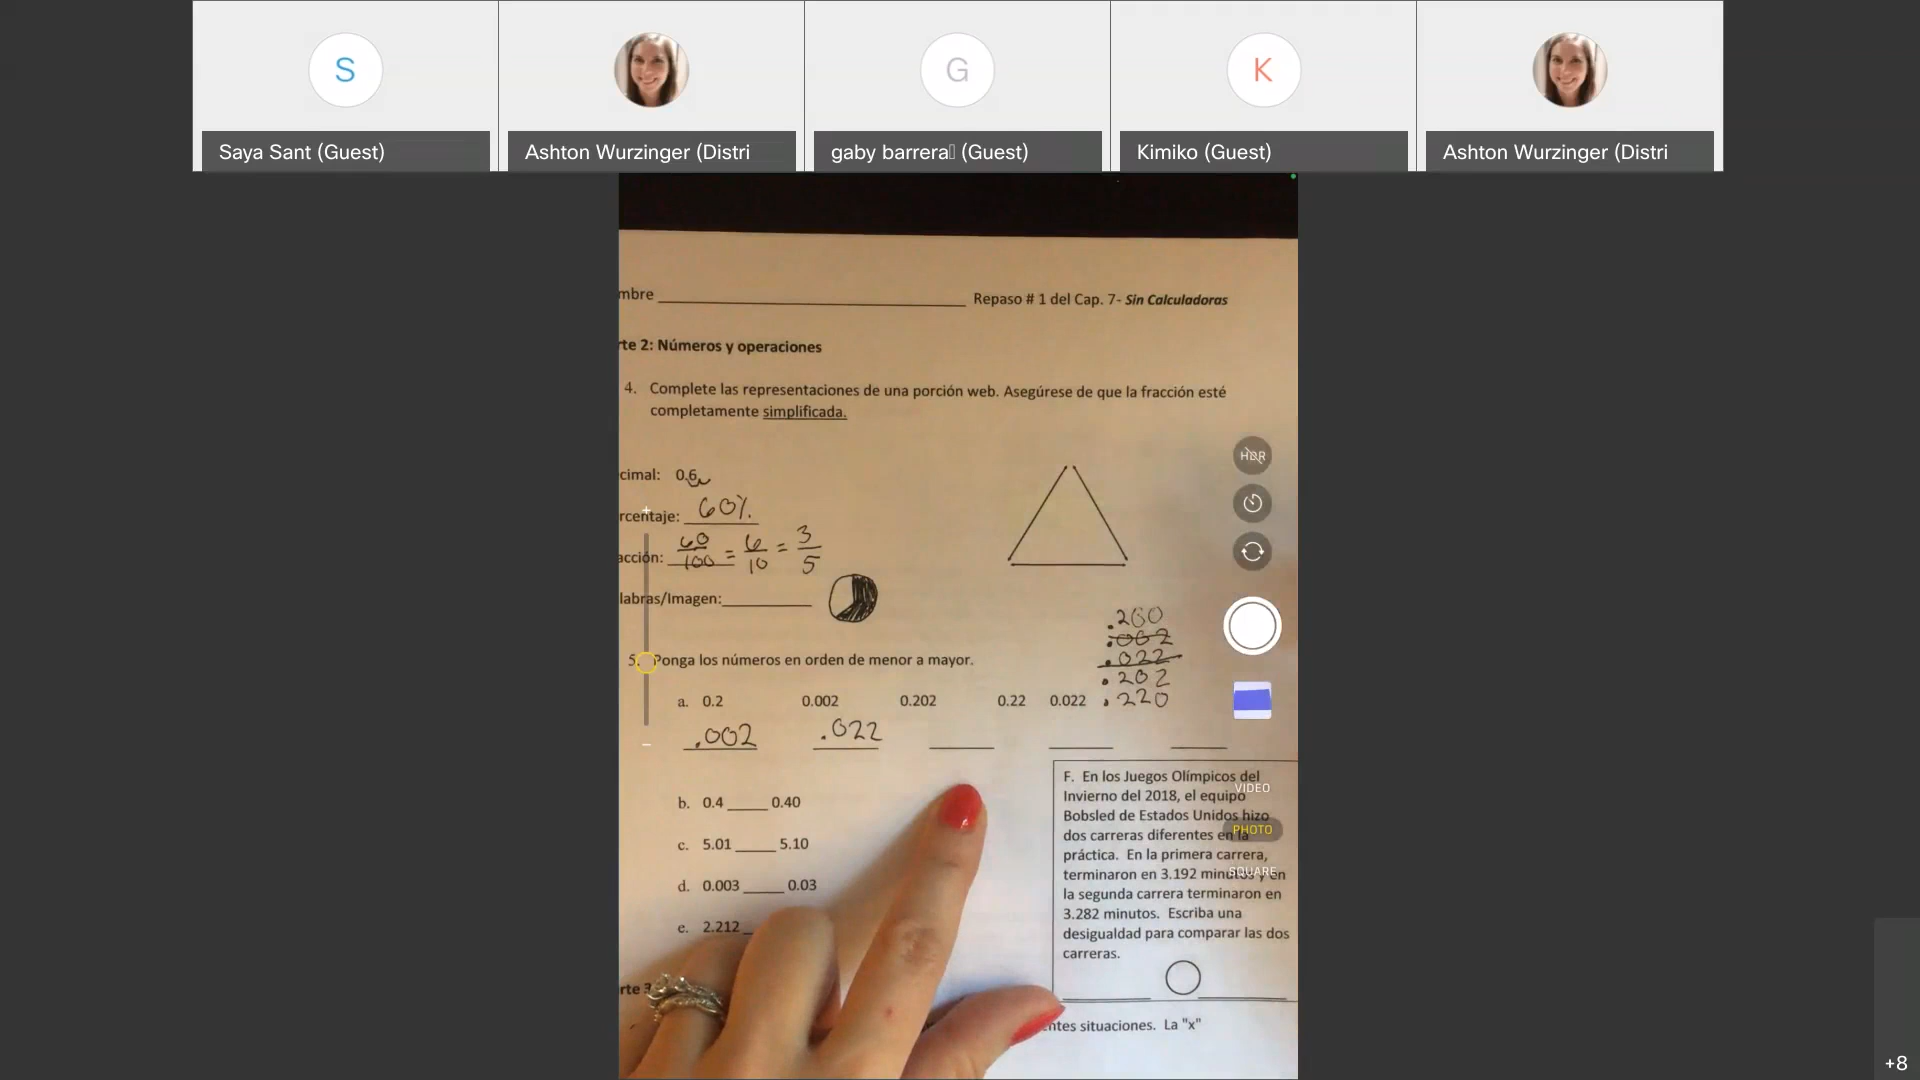 S
G
K
Saya Sant (Guest)
Ashton Wurzinger (Distri
gaby barrera (Guest)
Kimiko (Guest)
Ashton Wurzinger (Distri
mbre
Repaso # 1 del Cap. 7- Sin Calculadoras
rte 2: Números y operaciones
4. Complete las representaciones de una porción web. Asegúrese de que la fracción esté
completamente simplificada.
HDR
cimal: 0.6
rcentaje: 60%
acción: 60/100 = 6/10 = 3/5
labras/Imagen:
.200
.002
.022
.202
.220
5. Ponga los números en orden de menor a mayor.
a. 0.2 0.002 0.202 0.22 0.022
.002 .022
b. 0.4 0.40
c. 5.01 5.10
d. 0.003 0.03
e. 2.212
F. En los Juegos Olímpicos del
Invierno del 2018, el equipo
Bobsled de Estados Unidos hizo
dos carreras diferentes en la
práctica. En la primera carrera,
terminaron en 3.192 minutos y en
la segunda carrera terminaron en
3.282 minutos. Escriba una
desigualdad para comparar las dos
carreras.
VIDEO
PHOTO
SQUARE
rte 3
entes situaciones. La "x"
+8